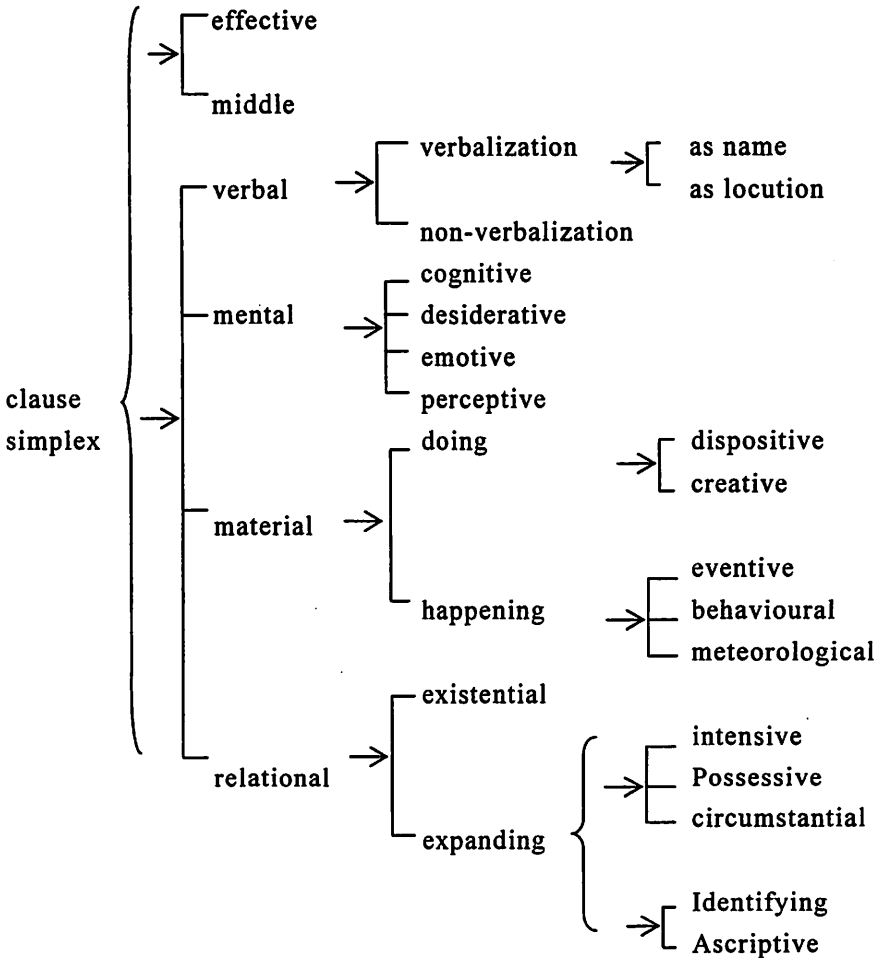 effective
middle
verbal
verbalization
as name
as locution
non-verbalization
mental
cognitive
desiderative
emotive
perceptive
clause
simplex
material
doing
dispositive
creative
happening
eventive
behavioural
meteorological
relational
existential
expanding
intensive
Possessive
circumstantial
Identifying
Ascriptive